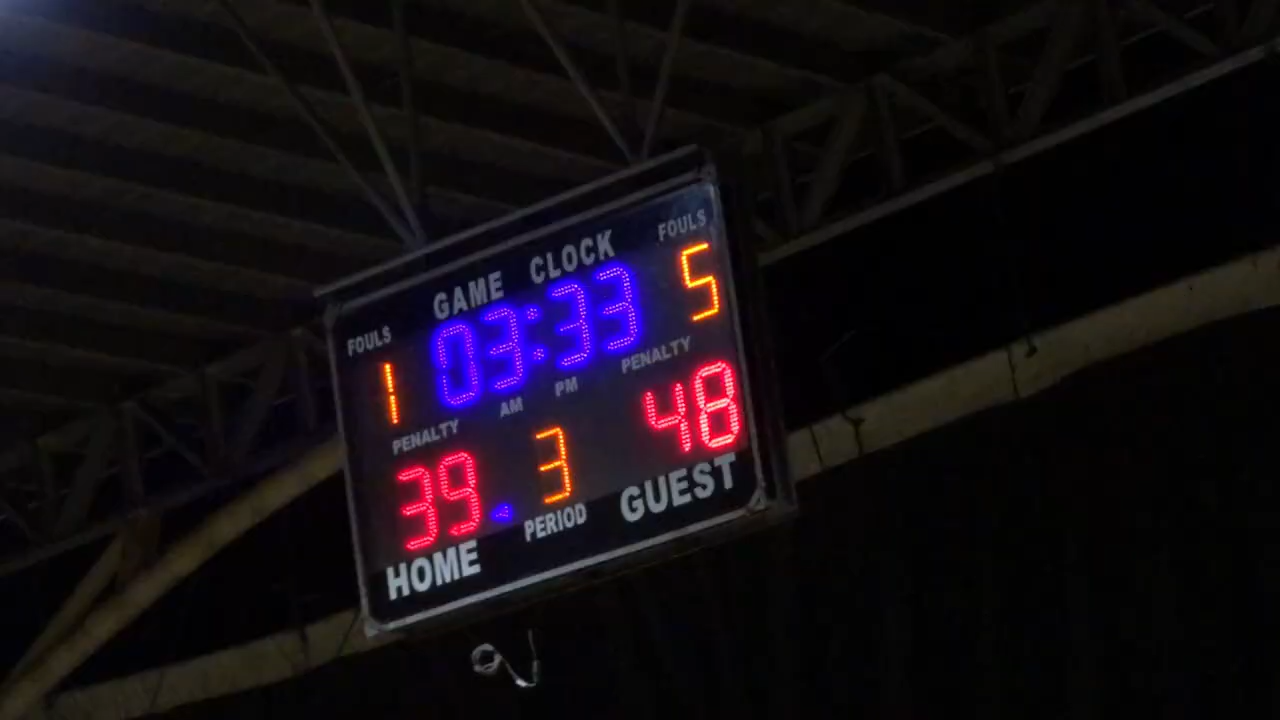 GAME CLOCK
FOULS
03:33
FOULS
5
1
AM PM
PENALTY
PENALTY
39
3
48
HOME
PERIOD
GUEST